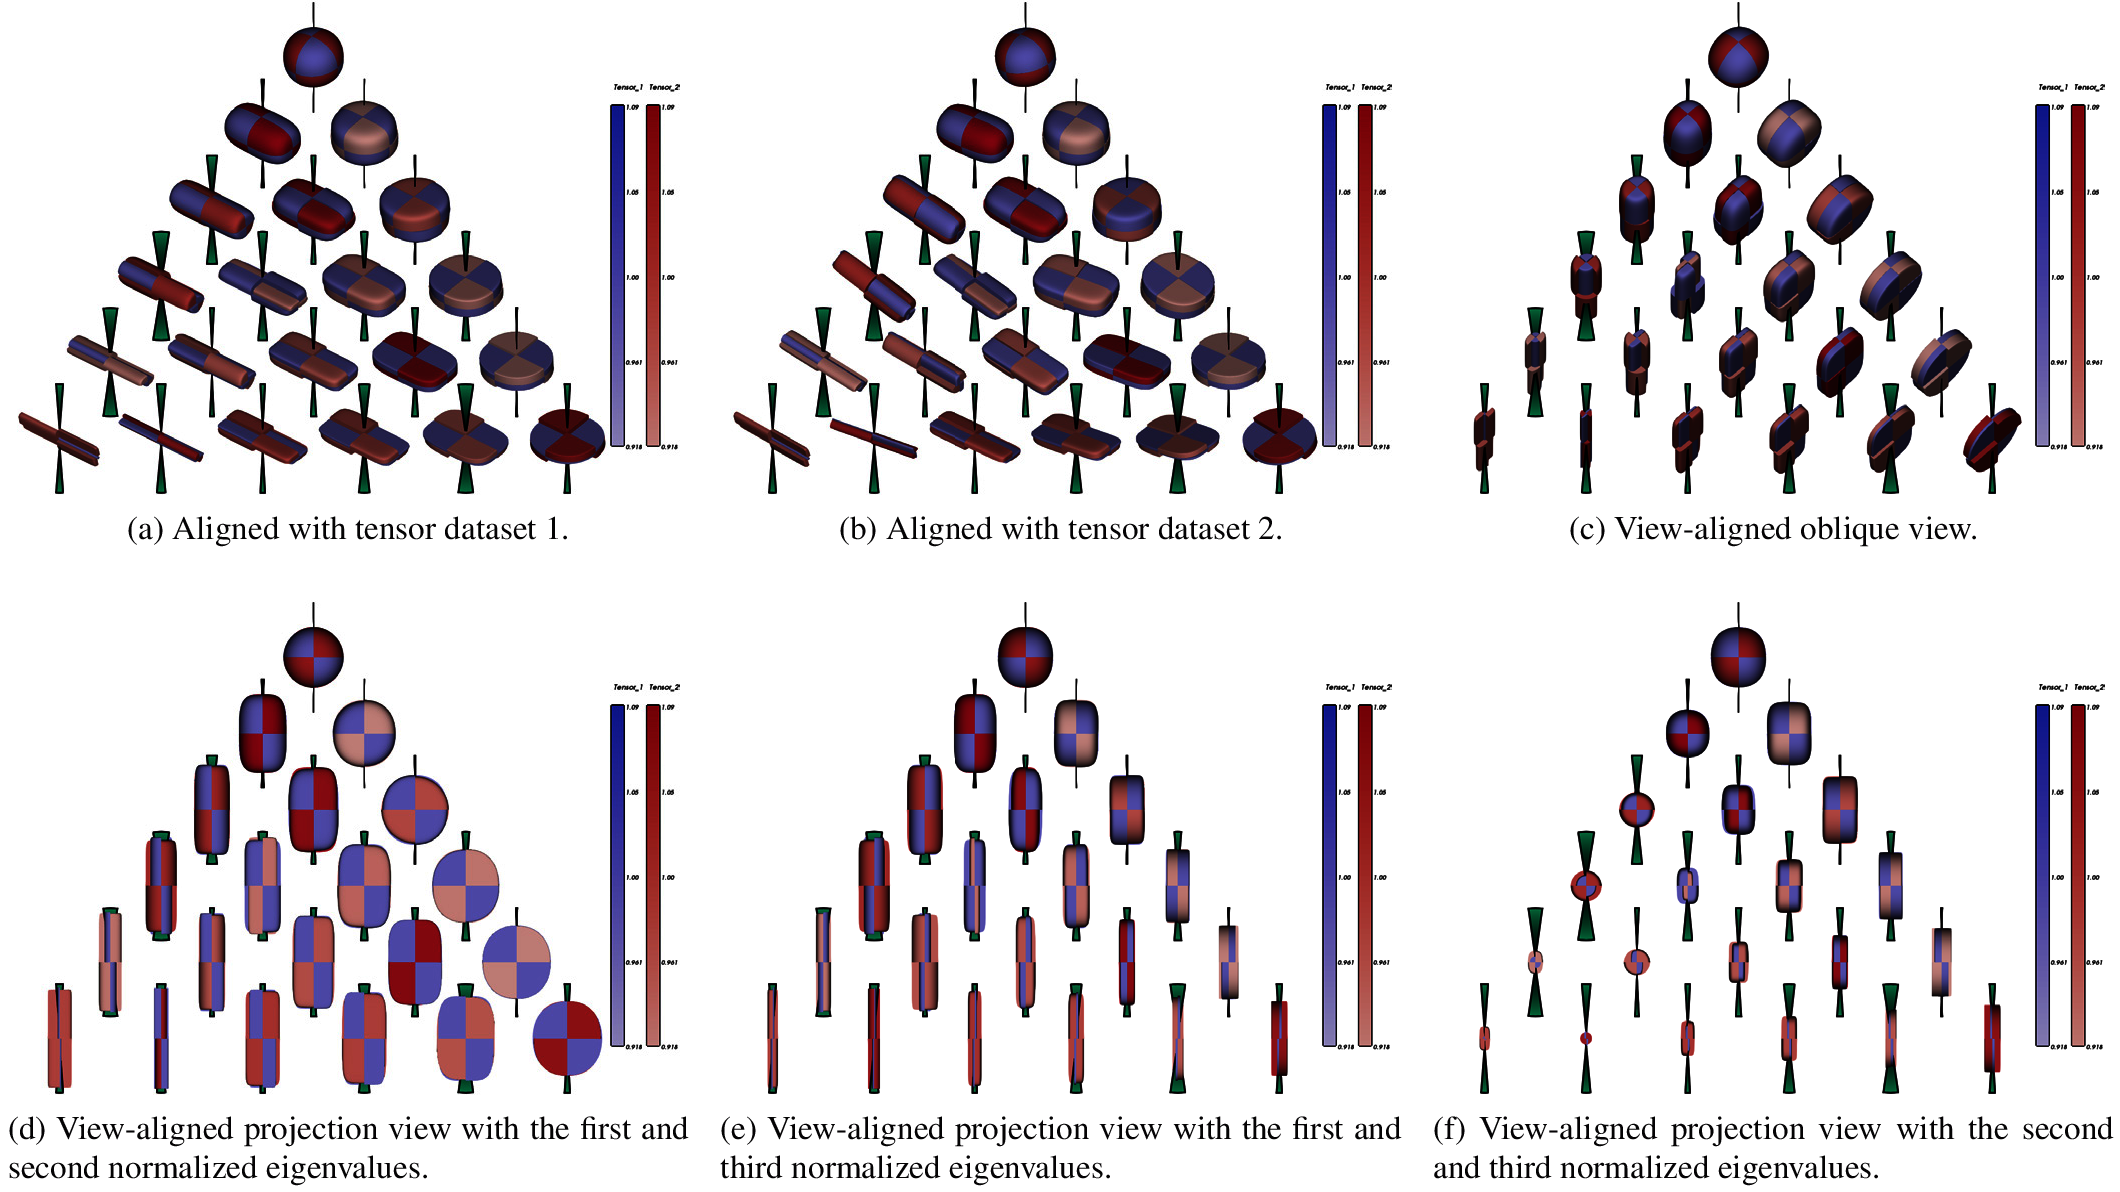 Tensor_1 Tensor_2
1.09 1.09
1.05 1.05
1.00 1.00
0.961 0.961
0.918 0.918
Tensor_1 Tensor_2
1.09 1.09
1.05 1.05
1.00 1.00
0.961 0.961
0.918 0.918
Tensor_1 Tensor_2
1.09 1.09
1.05 1.05
1.00 1.00
0.961 0.961
0.918 0.918
(a) Aligned with tensor dataset 1.
(b) Aligned with tensor dataset 2.
(c) View-aligned oblique view.
Tensor_1 Tensor_2
1.09 1.09
1.05 1.05
1.00 1.00
0.961 0.961
0.918 0.918
Tensor_1 Tensor_2
1.09 1.09
1.05 1.05
1.00 1.00
0.961 0.961
0.918 0.918
Tensor_1 Tensor_2
1.09 1.09
1.05 1.05
1.00 1.00
0.961 0.961
0.918 0.918
(d) View-aligned projection view with the first and
second normalized eigenvalues.
(e) View-aligned projection view with the first and
third normalized eigenvalues.
(f) View-aligned projection view with the second
and third normalized eigenvalues.